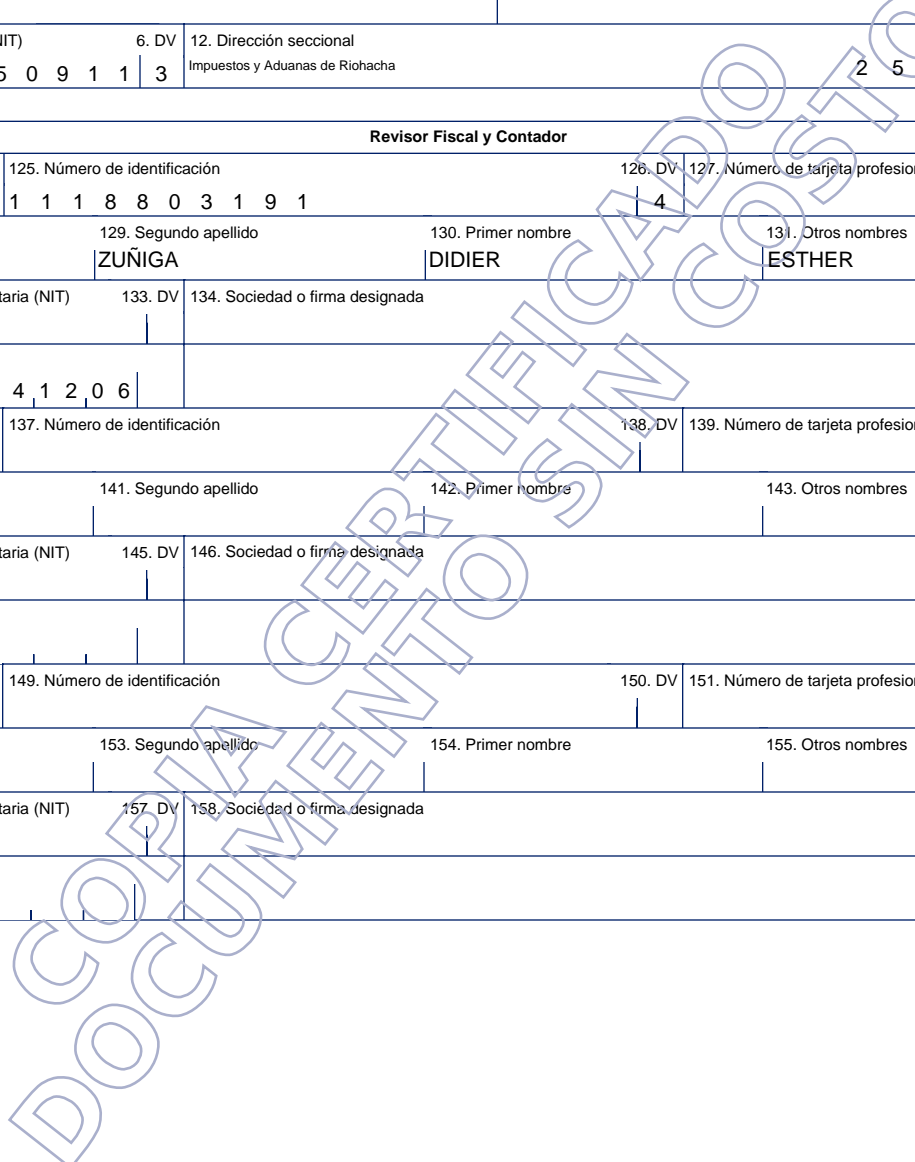 IIT) 6. DV 12. Dirección seccional
5 0 9 1 1 3 Impuestos y Aduanas de Riohacha 2 5
Revisor Fiscal y Contador
125. Número de identificación 126. DV 127. Número de tarjeta profesion
1 1 1 8 8 0 3 1 9 1 4
129. Segundo apellido 130. Primer nombre 131. Otros nombres
ZUÑIGA DIDIER ESTHER
taria (NIT) 133. DV 134. Sociedad o firma designada
4 1 2 0 6
137. Número de identificación 138. DV 139. Número de tarjeta profesion
141. Segundo apellido 142. Primer nombre 143. Otros nombres
taria (NIT) 145. DV 146. Sociedad o firma designada
149. Número de identificación 150. DV 151. Número de tarjeta profesion
153. Segundo apellido 154. Primer nombre 155. Otros nombres
taria (NIT) 157. DV 158. Sociedad o firma designada
COPIA CERTIFICADO
DOCUMENTO SIN COSTO